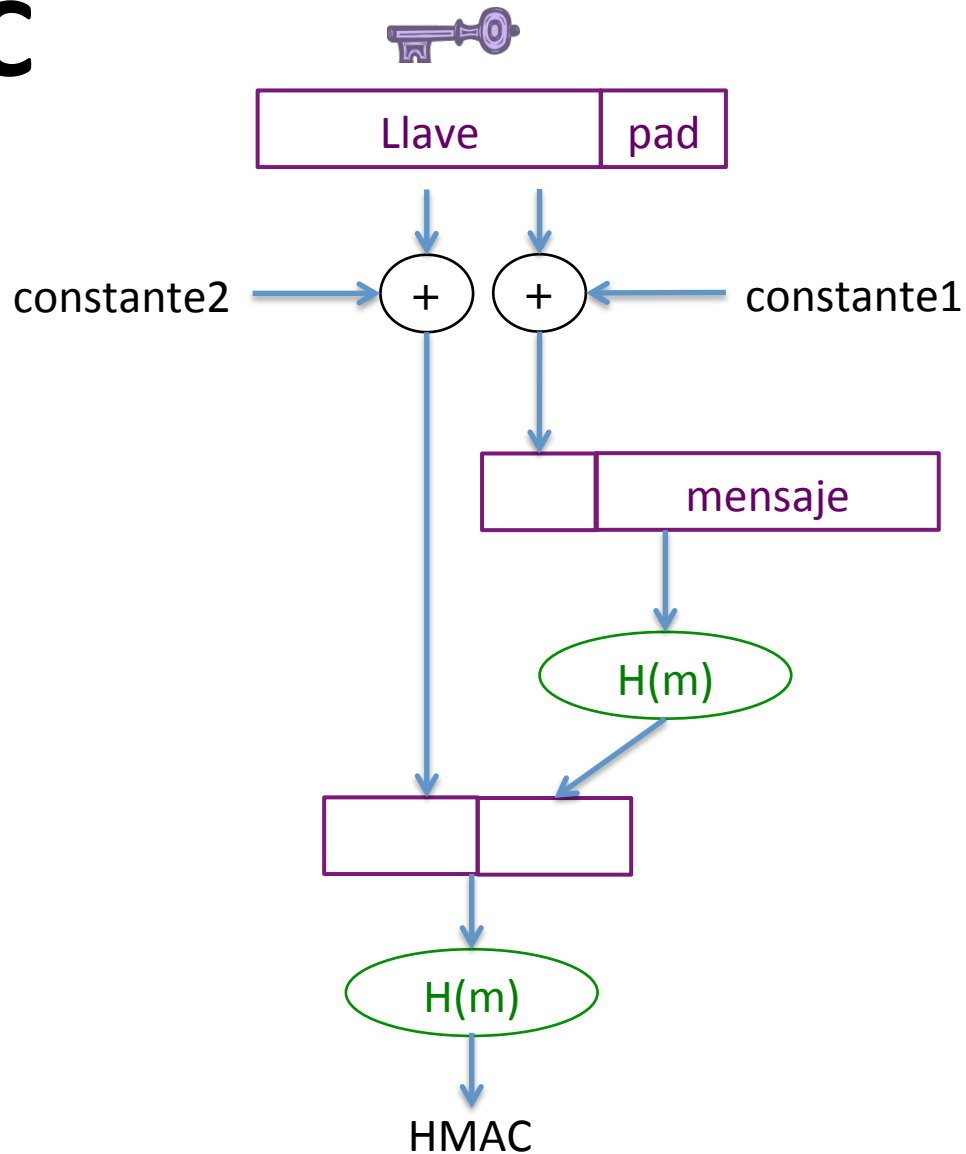 C
Llave pad
constante2 + + constante1
mensaje
H(m)
H(m)
HMAC